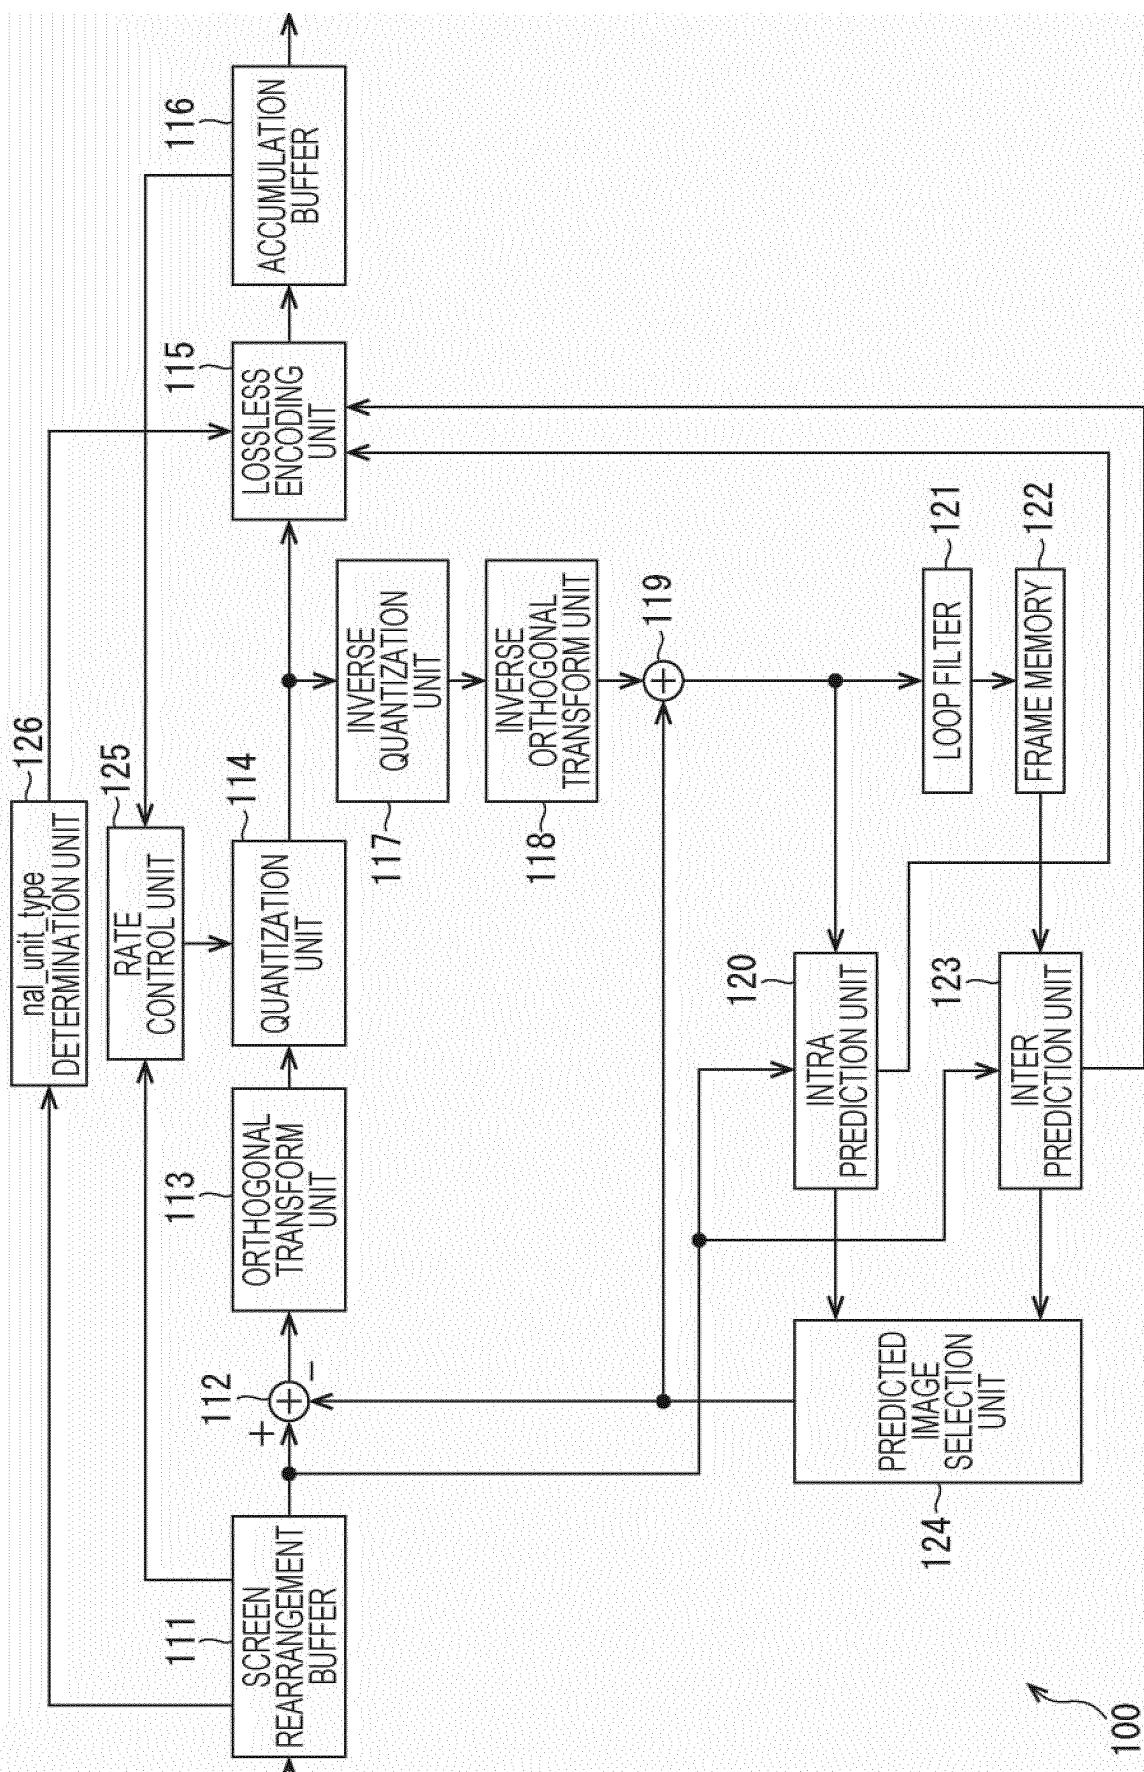 100
nal_unit_type
DETERMINATION UNIT
126
RATE
CONTROL UNIT
125
111
SCREEN
REARRANGEMENT
BUFFER
112
+
−
113
ORTHOGONAL
TRANSFORM
UNIT
114
QUANTIZATION
UNIT
115
LOSSLESS
ENCODING
UNIT
116
ACCUMULATION
BUFFER
117
INVERSE
QUANTIZATION
UNIT
118
INVERSE
ORTHOGONAL
TRANSFORM UNIT
119
120
INTRA
PREDICTION UNIT
121
LOOP FILTER
122
FRAME MEMORY
123
INTER
PREDICTION UNIT
124
PREDICTED
IMAGE
SELECTION
UNIT